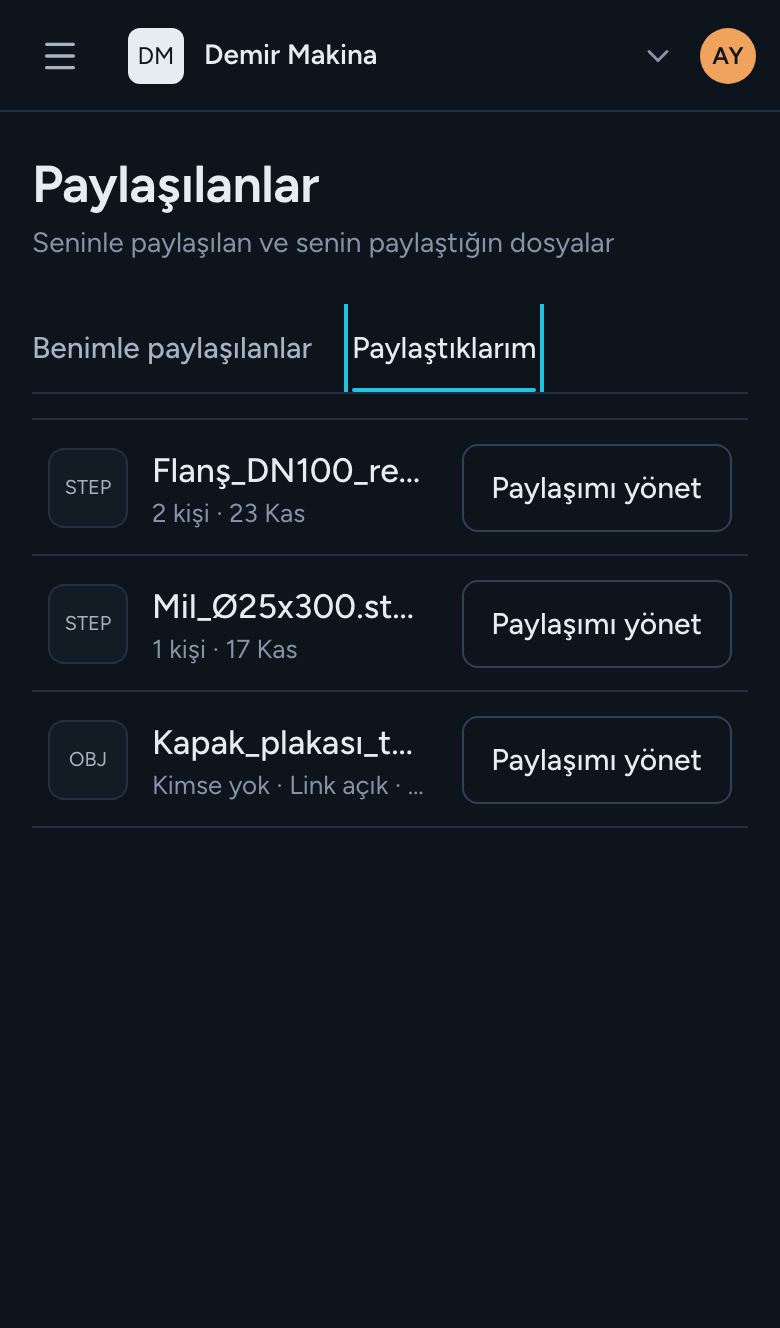 DM Demir Makina AY
Paylaşılanlar
Seninle paylaşılan ve senin paylaştığın dosyalar
Benimle paylaşılanlar Paylaştıklarım
STEP Flanş_DN100_re... Paylaşımı yönet
2 kişi · 23 Kas
STEP Mil_Ø25x300.st... Paylaşımı yönet
1 kişi · 17 Kas
OBJ Kapak_plakası_t... Paylaşımı yönet
Kimse yok · Link açık · ...